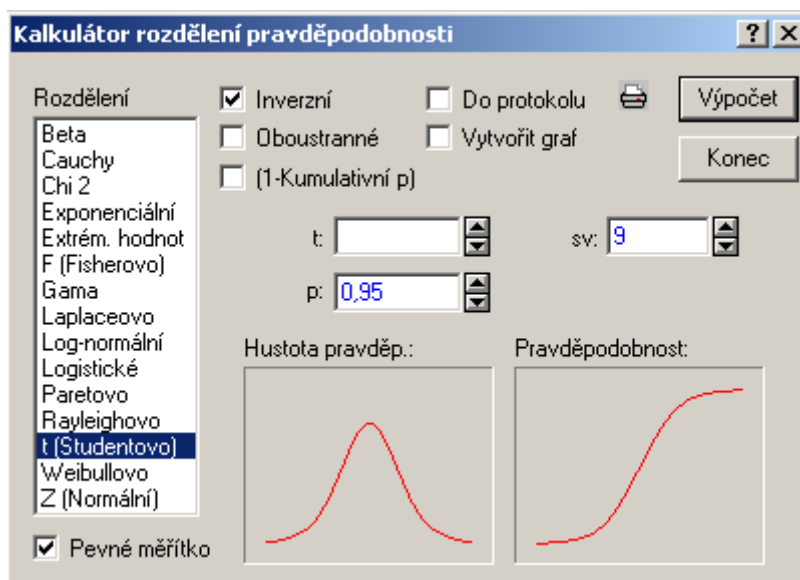 Kalkulátor rozdělení pravděpodobnosti
Rozdělení
Beta
Cauchy
Chi 2
Exponenciální
Extrém. hodnot
F (Fisherovo)
Gama
Laplaceovo
Log-normální
Logistické
Paretovo
Rayleighovo
t (Studentovo)
Weibullovo
Z (Normální)
Pevné měřítko
Inverzní
Oboustranné
(1-Kumulativní p)
Do protokolu
Vytvořit graf
Výpočet
Konec
t:
sv: 9
p: 0,95
Hustota pravděp.:
Pravděpodobnost: